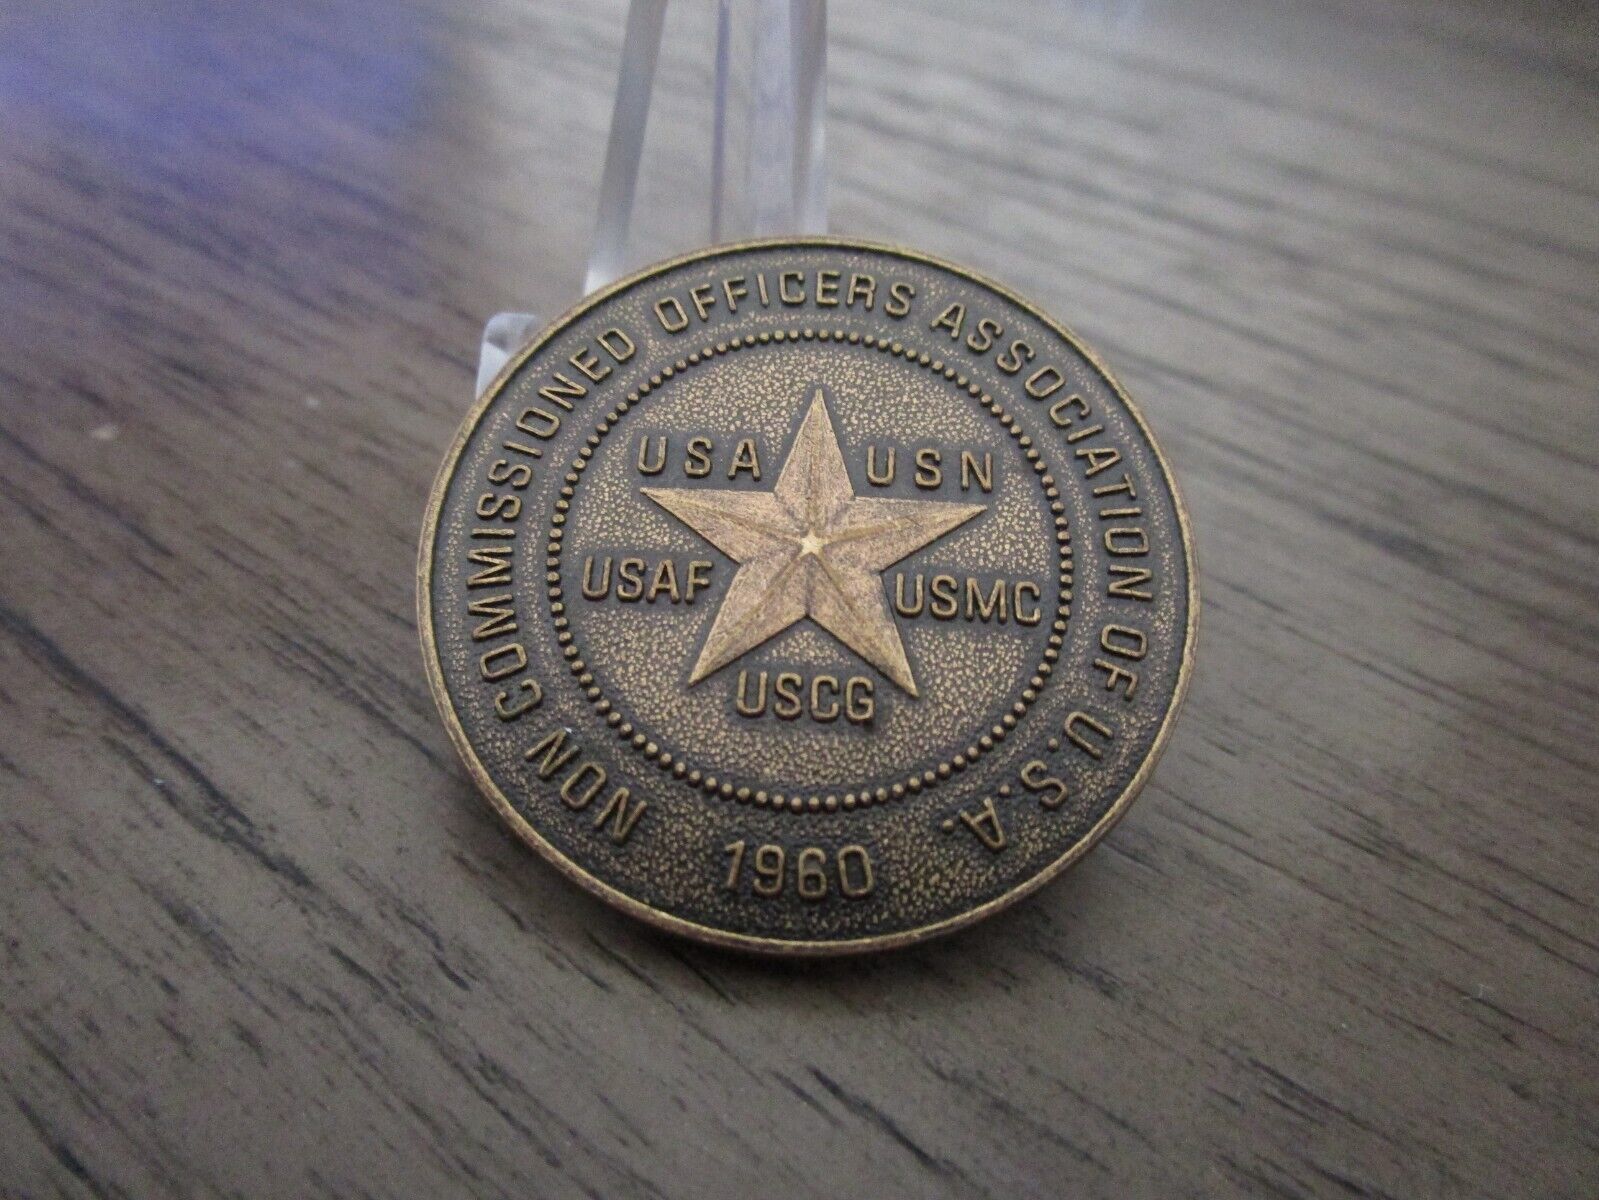 NON COMMISSIONED OFFICERS ASSOCIATION OF U.S.A.
USA USN
USAF USMC
USCG
1960